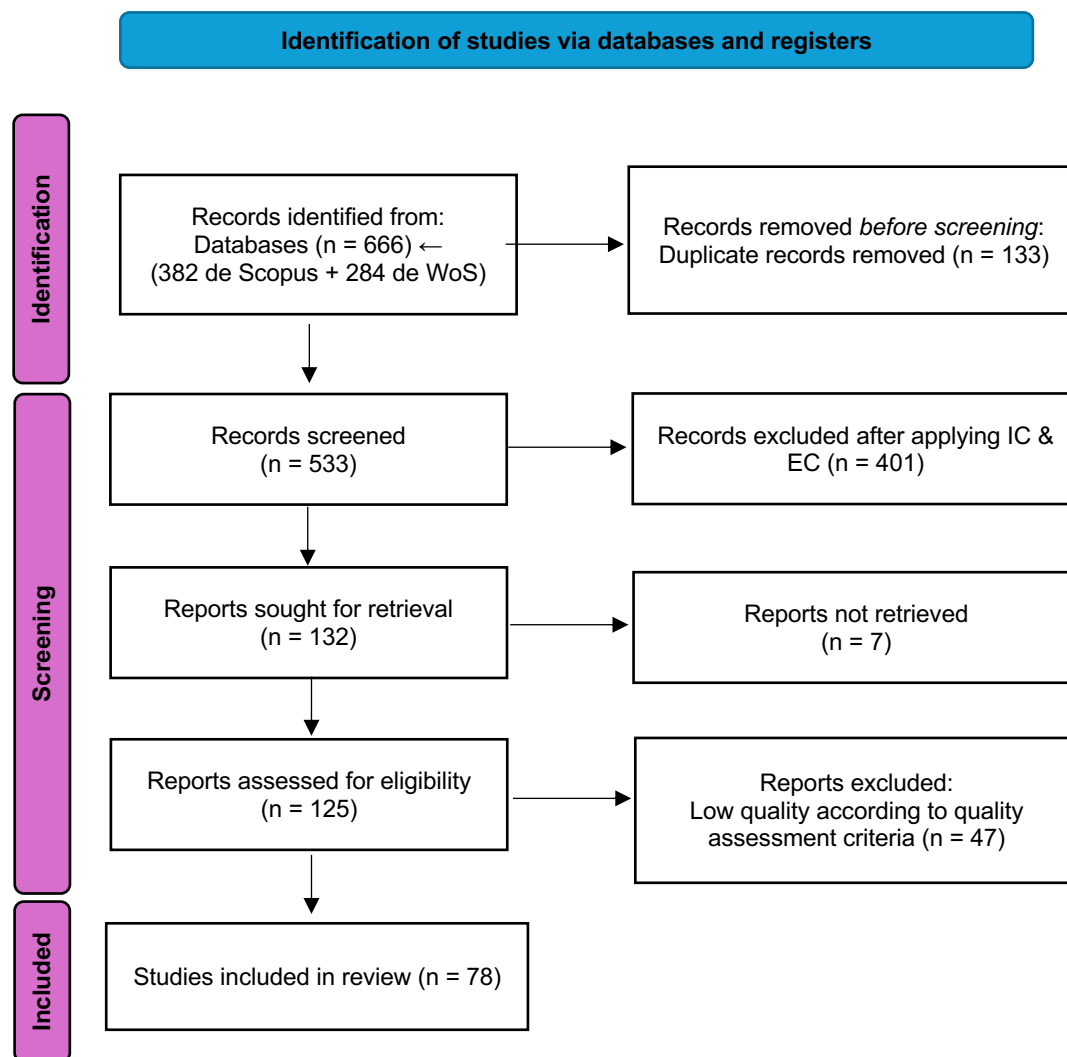 Identification of studies via databases and registers
Identification
Records identified from:
Databases (n = 666) ←
(382 de Scopus + 284 de WoS)
Records removed before screening:
Duplicate records removed (n = 133)
Screening
Records screened
(n = 533)
Records excluded after applying IC &
EC (n = 401)
Reports sought for retrieval
(n = 132)
Reports not retrieved
(n = 7)
Reports assessed for eligibility
(n = 125)
Reports excluded:
Low quality according to quality
assessment criteria (n = 47)
Included
Studies included in review (n = 78)